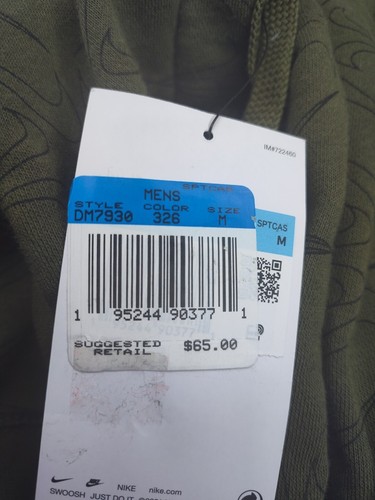 IM#722465
SPTCAS
MENS
STYLE COLOR SIZE
DM7930 326 M
SPTCAS
M
1 95244 90377 1
SUGGESTED
RETAIL $65.00
NIKE nike.com
SWOOSH JUST DO IT